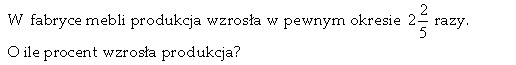 W fabryce mebli produkcja wzrosła w pewnym okresie 2 2/5 razy.
O ile procent wzrosła produkcja?